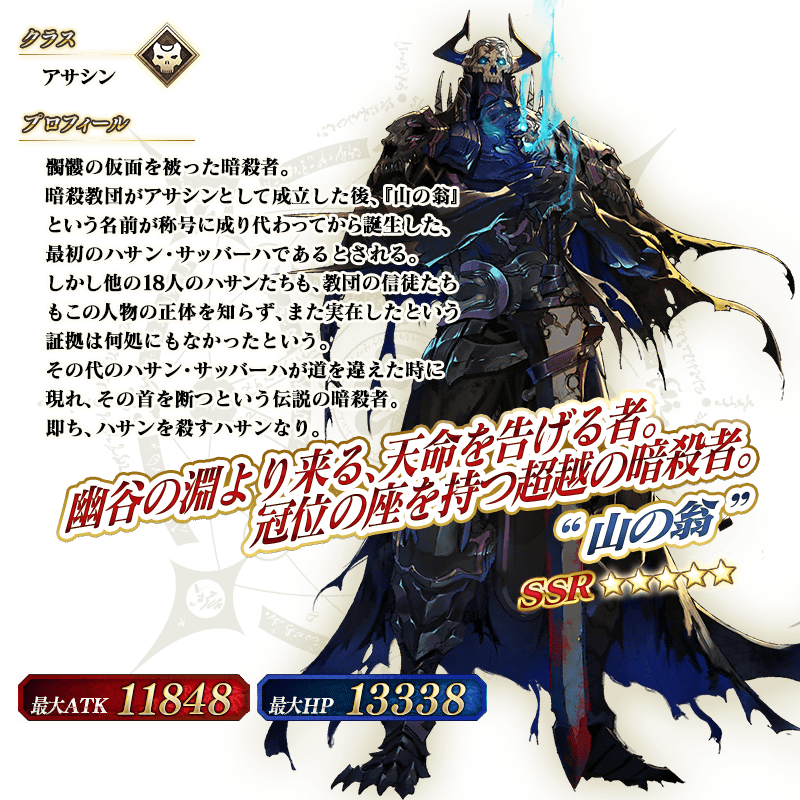 クラス
アサシン
プロフィール
髑髏の仮面を被った暗殺者。
暗殺教団がアサシンとして成立した後、『山の翁』
という名前が称号に成り代わってから誕生した、
最初のハサン・サッバーハであるとされる。
しかし他の18人のハサンたちも、教団の信徒たち
もこの人物の正体を知らず、また実在したという
証拠は何処にもなかったという。
その代のハサン・サッバーハが道を違えた時に
現れ、その首を断つという伝説の暗殺者。
即ち、ハサンを殺すハサンなり。
幽谷の淵より来る、天命を告げる者。
冠位の座を持つ超越の暗殺者。
“山の翁”
SSR ★★★★★
最大ATK 11848
最大HP 13338